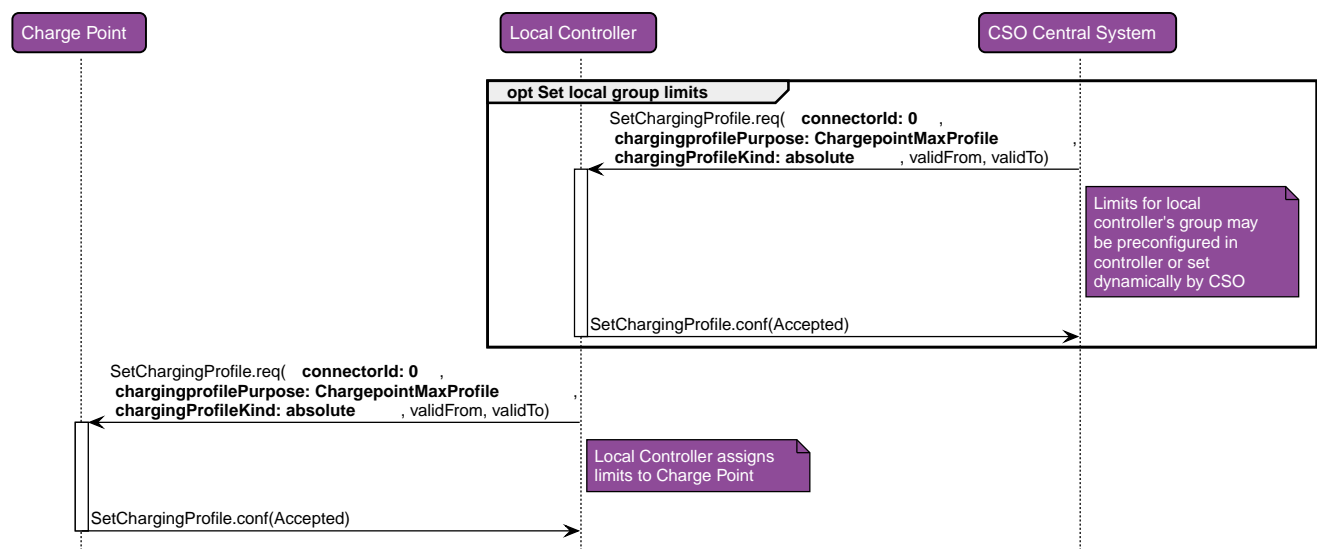 Charge Point
Local Controller
CSO Central System
opt Set local group limits
SetChargingProfile.req( connectorId: 0 ,
chargingprofilePurpose: ChargepointMaxProfile ,
chargingProfileKind: absolute , validFrom, validTo)
Limits for local
controller's group may
be preconfigured in
controller or set
dynamically by CSO
SetChargingProfile.conf(Accepted)
SetChargingProfile.req( connectorId: 0 ,
chargingprofilePurpose: ChargepointMaxProfile ,
chargingProfileKind: absolute , validFrom, validTo)
Local Controller assigns
limits to Charge Point
SetChargingProfile.conf(Accepted)